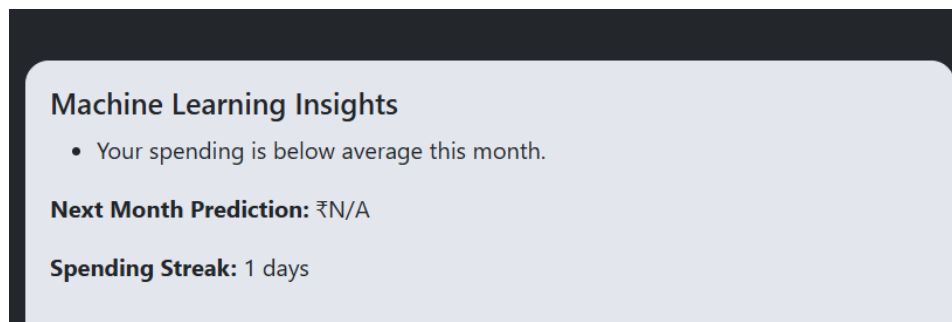 Machine Learning Insights
• Your spending is below average this month.
Next Month Prediction: ₹N/A
Spending Streak: 1 days